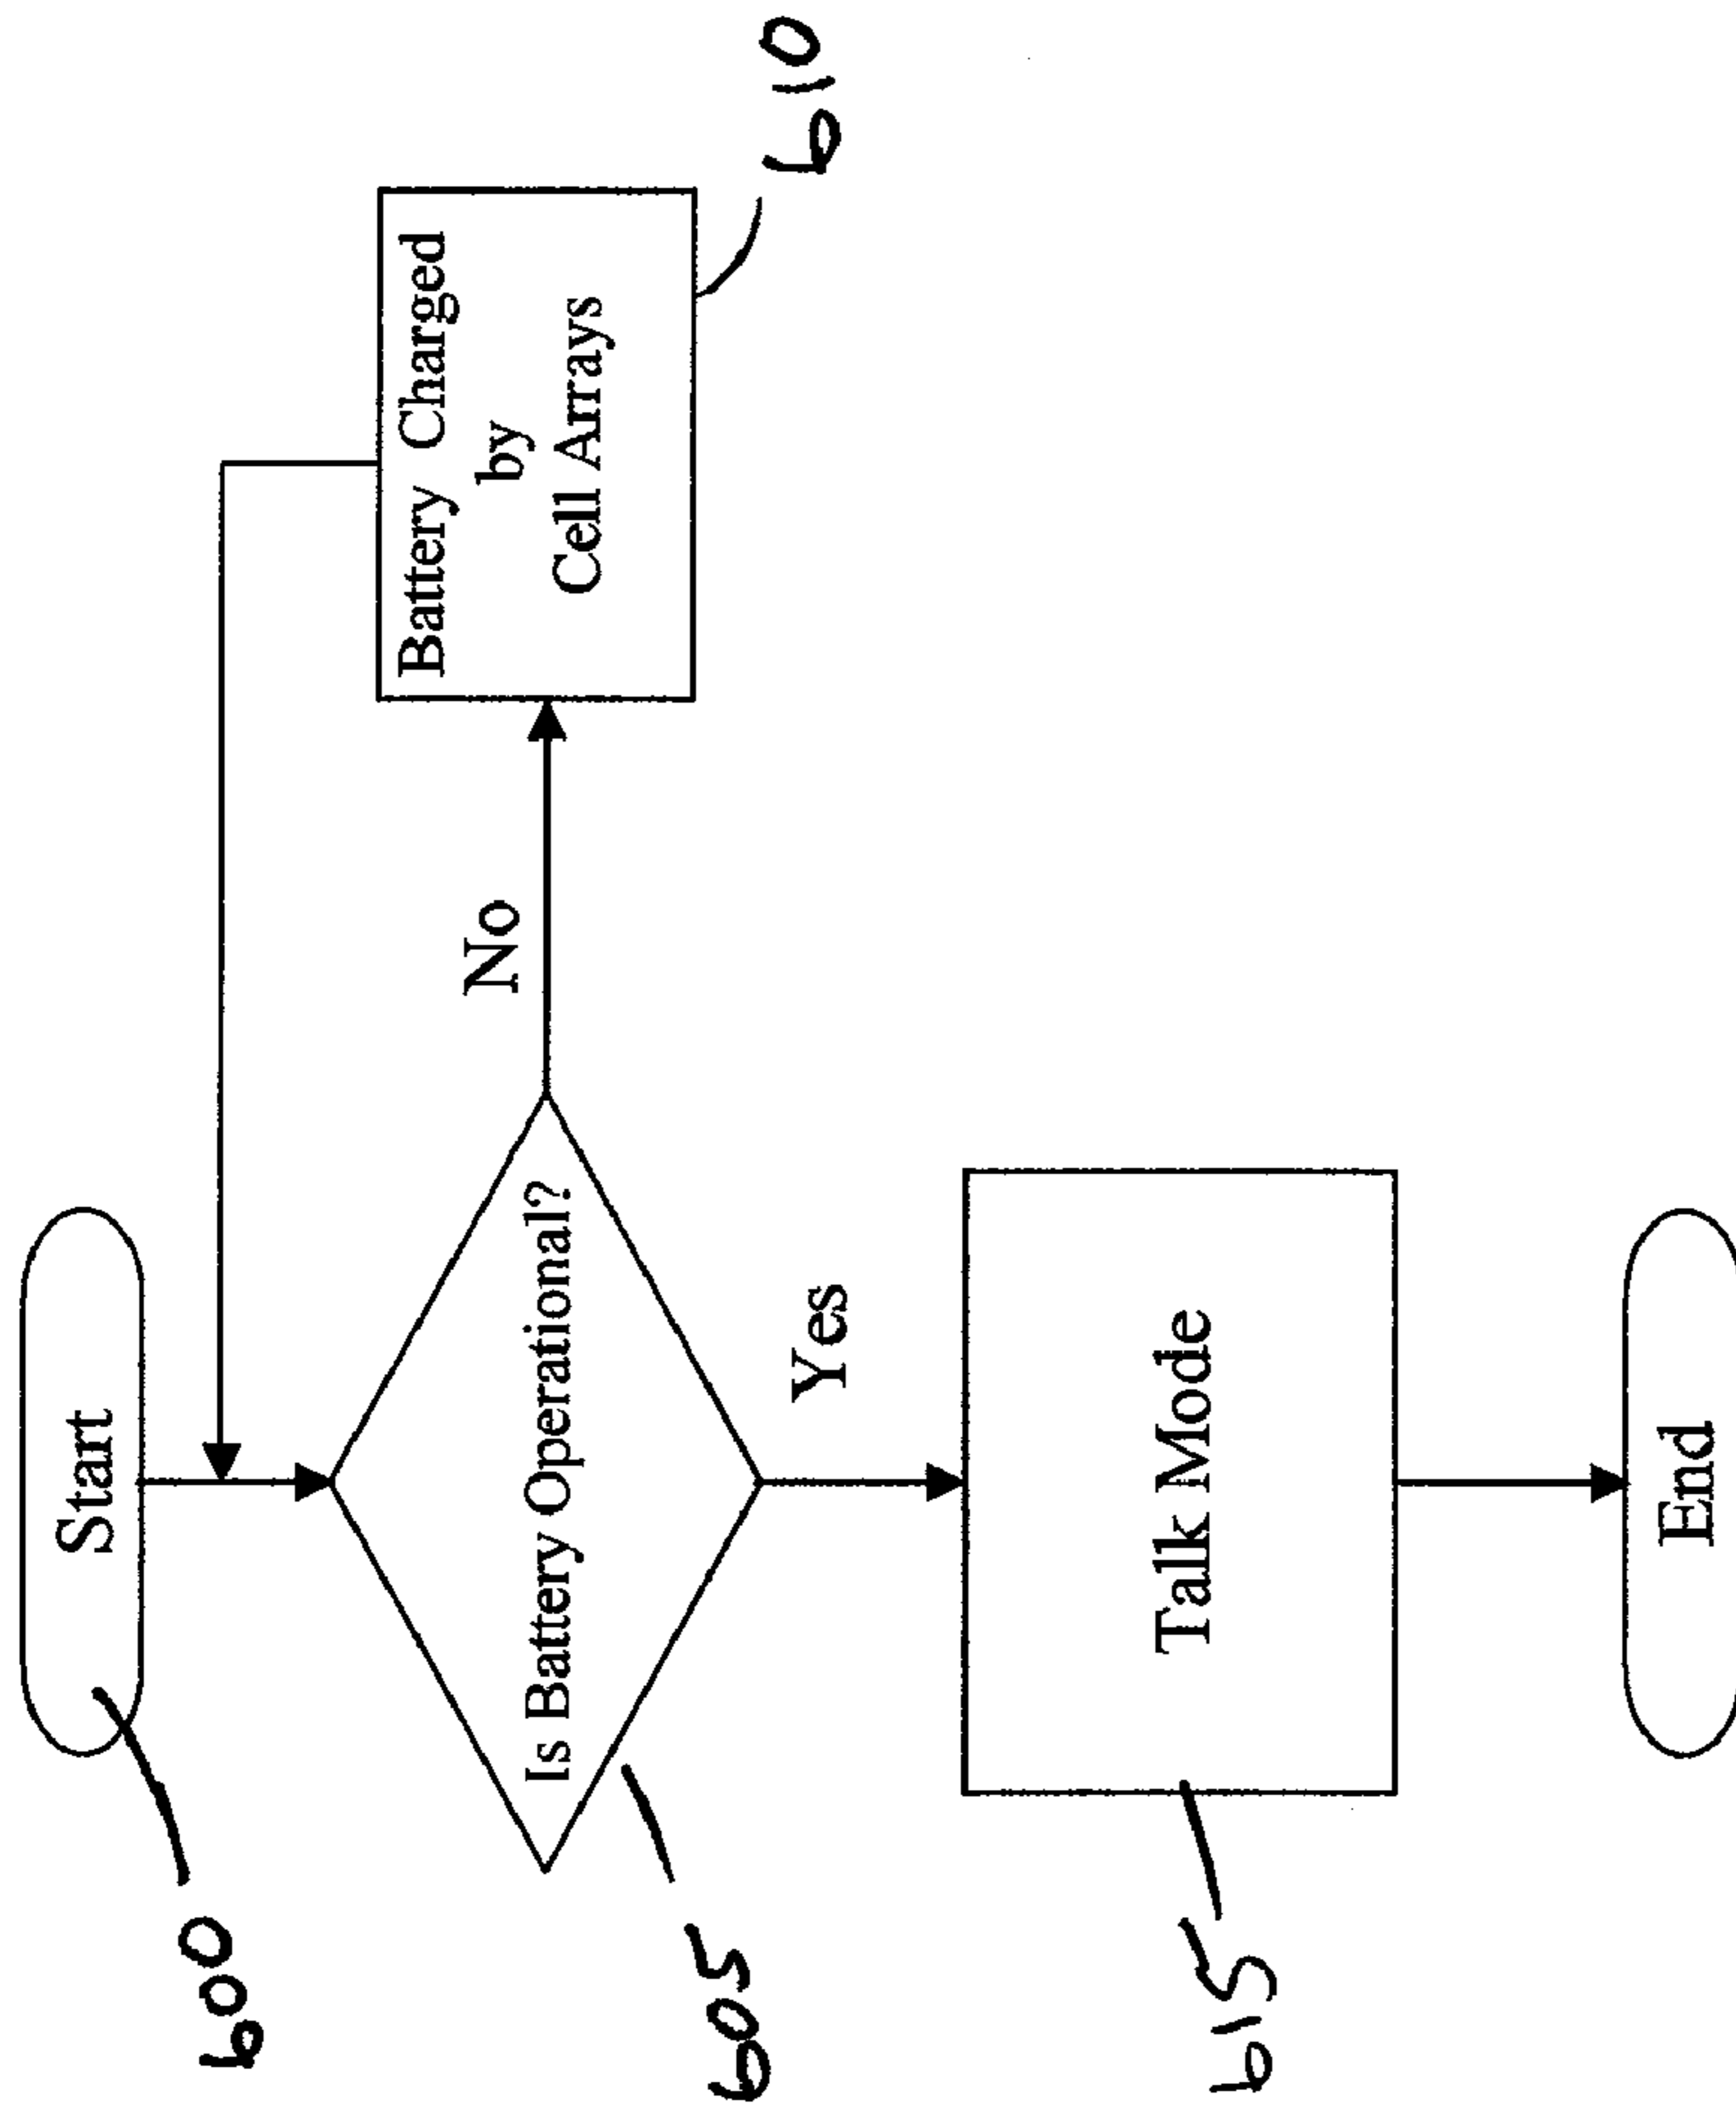 Start
600
Is Battery Operational?
605
No
Battery Charged
by
Cell Arrays
610
Yes
Talk Mode
615
End